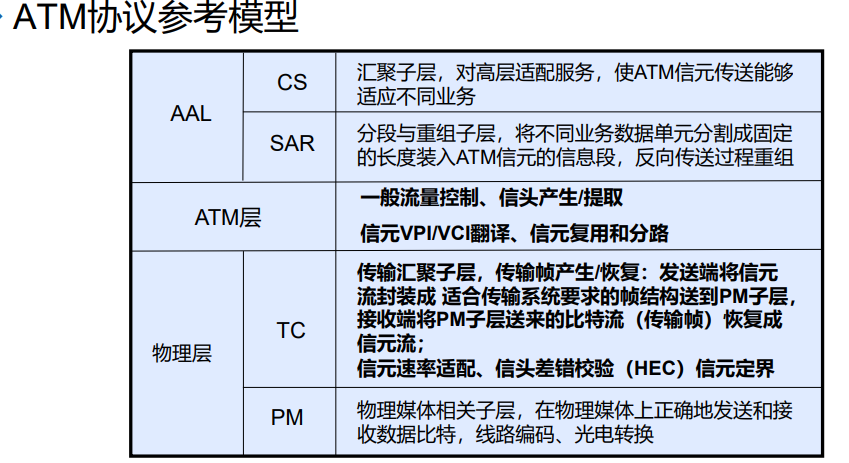 ATM协议参考模型
AAL
CS
汇聚子层，对高层适配服务，使ATM信元传送能够
适应不同业务
SAR
分段与重组子层，将不同业务数据单元分割成固定
的长度装入ATM信元的信息段，反向传送过程重组
ATM层
一般流量控制、信头产生/提取
信元VPI/VCI翻译、信元复用和分路
物理层
TC
传输汇聚子层，传输帧产生/恢复：发送端将信元
流封装成 适合传输系统要求的帧结构送到PM子层，
接收端将PM子层送来的比特流（传输帧）恢复成
信元流；
信元速率适配、信头差错校验（HEC）信元定界
PM
物理媒体相关子层，在物理媒体上正确地发送和接
收数据比特，线路编码、光电转换